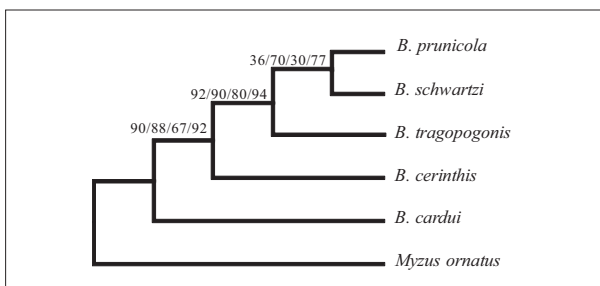 B. prunicola
36/70/30/77
B. schwartzi
92/90/80/94
B. tragopogonis
90/88/67/92
B. cerinthis
B. cardui
Myzus ornatus